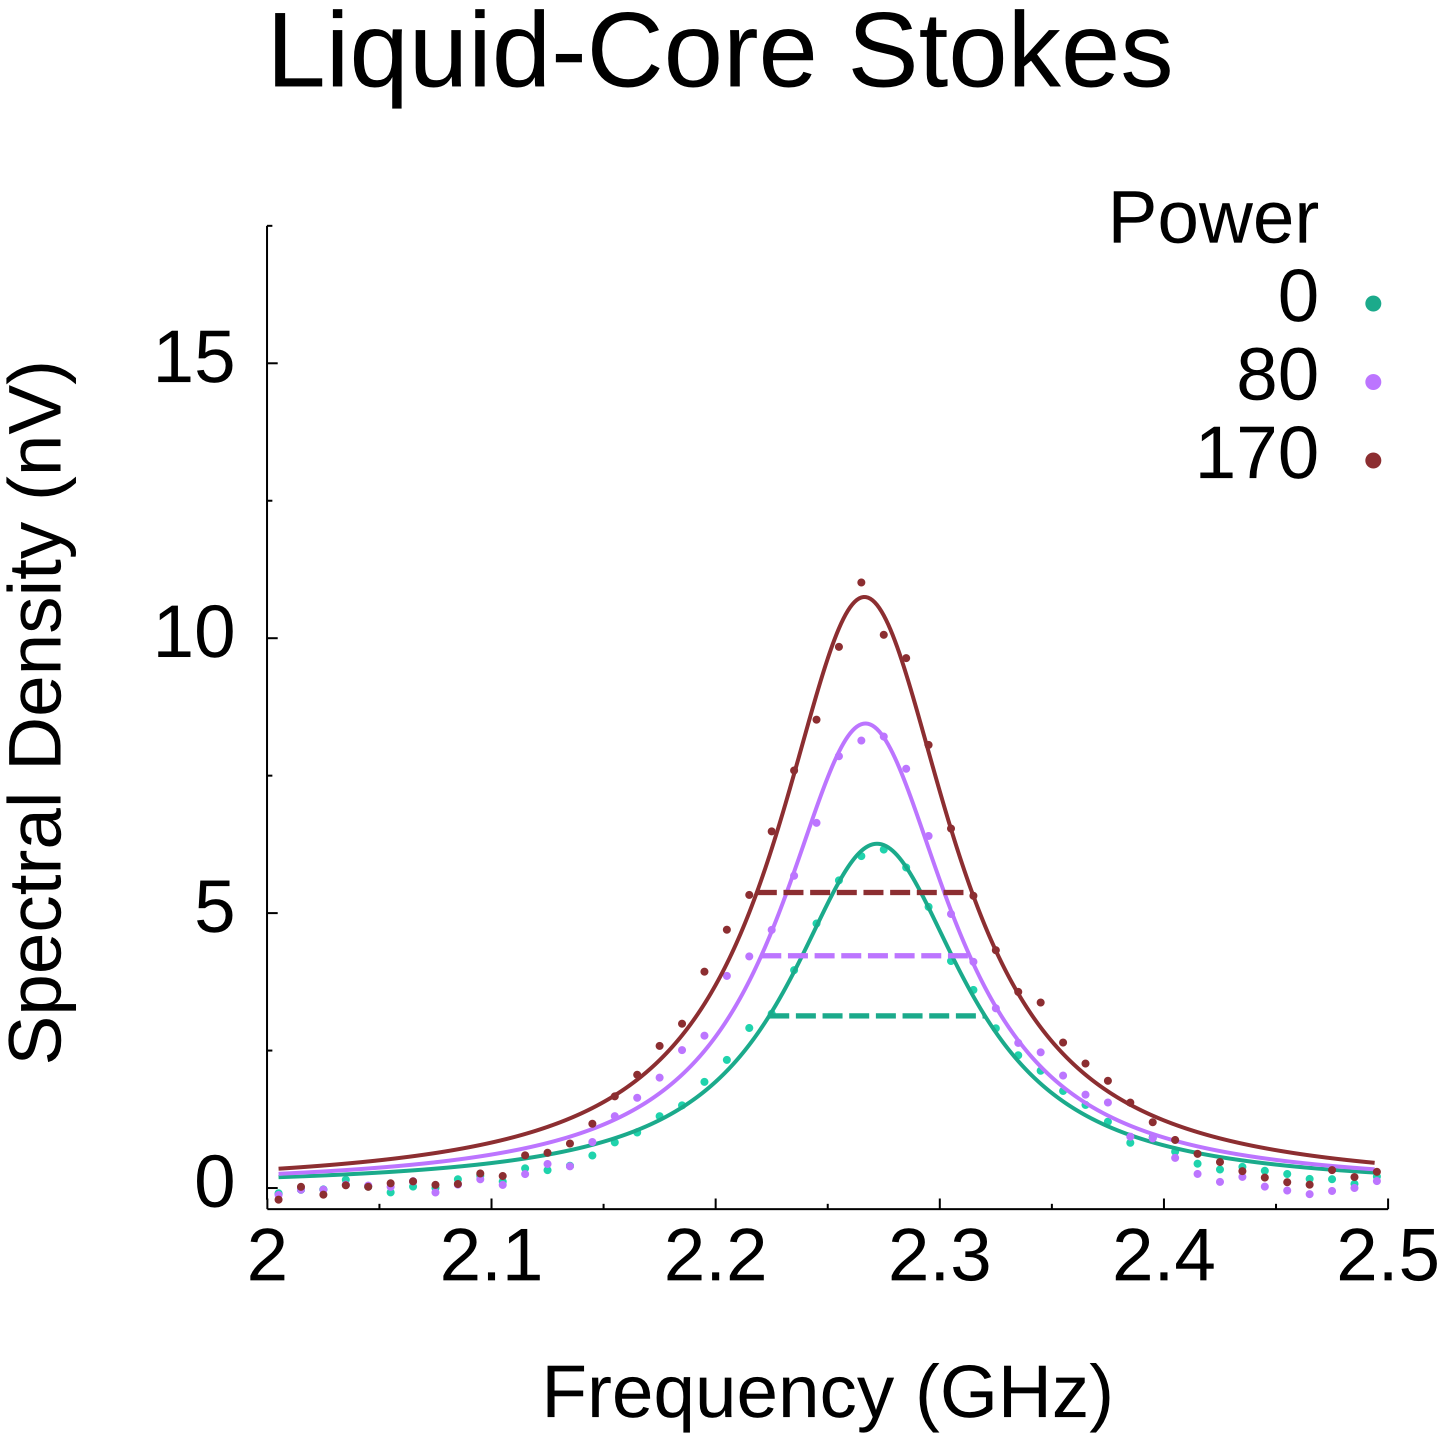 Liquid-Core Stokes
Power
0
80
170
Spectral Density (nV)
15
10
5
0
2 2.1 2.2 2.3 2.4 2.5
Frequency (GHz)